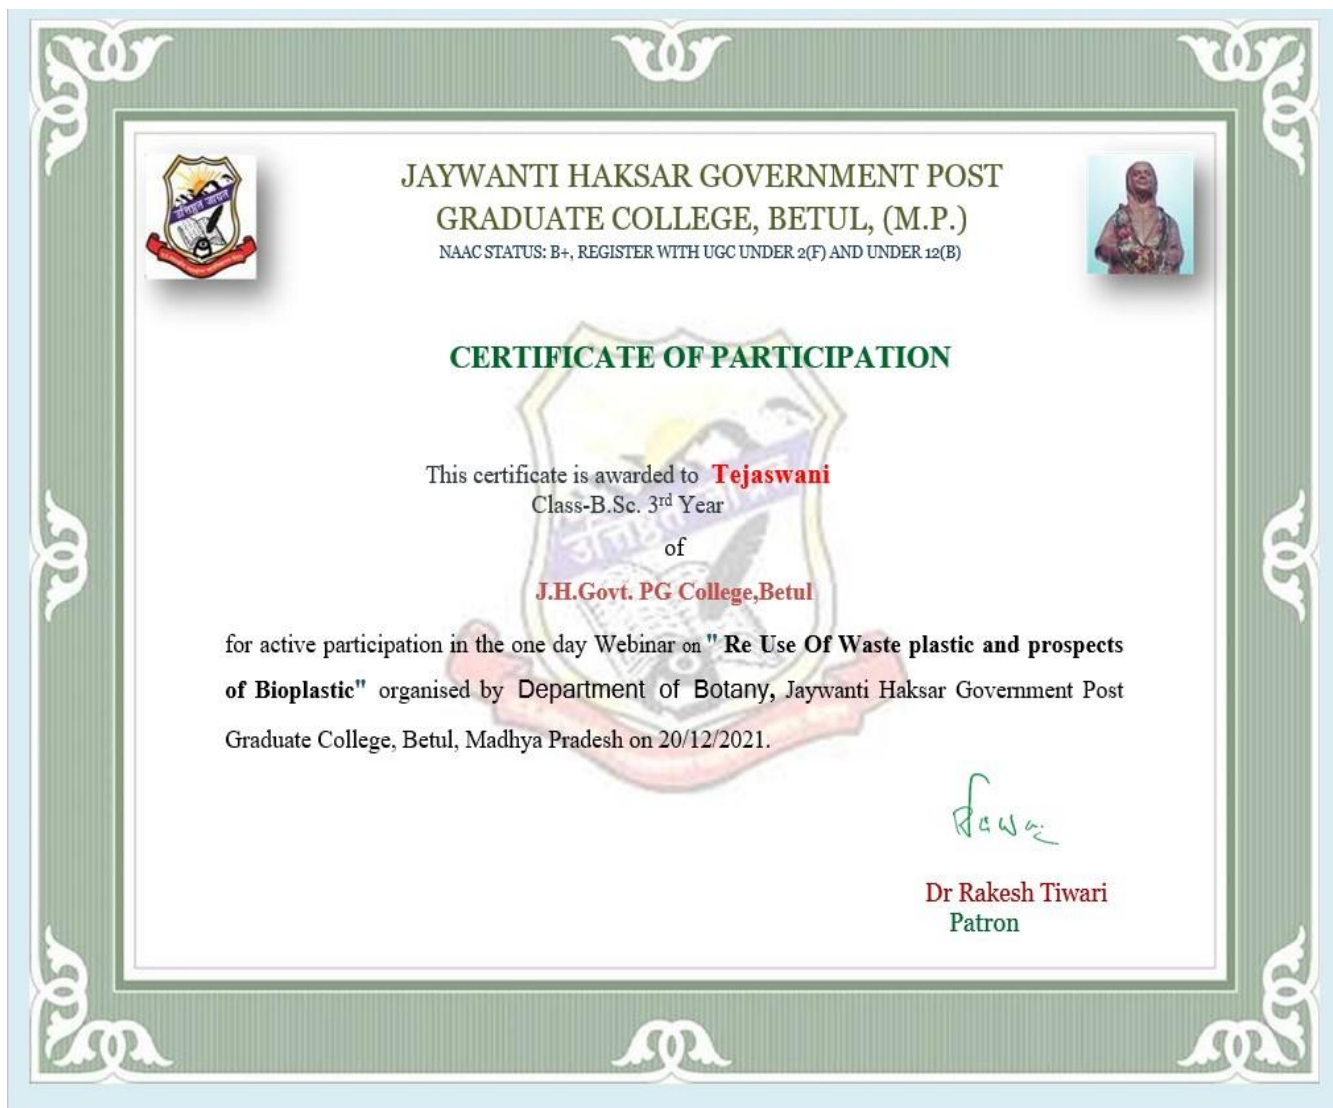 उत्तिष्ठत जाग्रत
JAYWANTI HAKSAR GOVERNMENT POST
GRADUATE COLLEGE, BETUL, (M.P.)
NAAC STATUS: B+, REGISTER WITH UGC UNDER 2(F) AND UNDER 12(B)
CERTIFICATE OF PARTICIPATION
This certificate is awarded to Tejaswani
Class-B.Sc. 3rd Year
of
J.H.Govt. PG College,Betul
for active participation in the one day Webinar on " Re Use Of Waste plastic and prospects
of Bioplastic" organised by Department of Botany, Jaywanti Haksar Government Post
Graduate College, Betul, Madhya Pradesh on 20/12/2021.
Dr Rakesh Tiwari
Patron